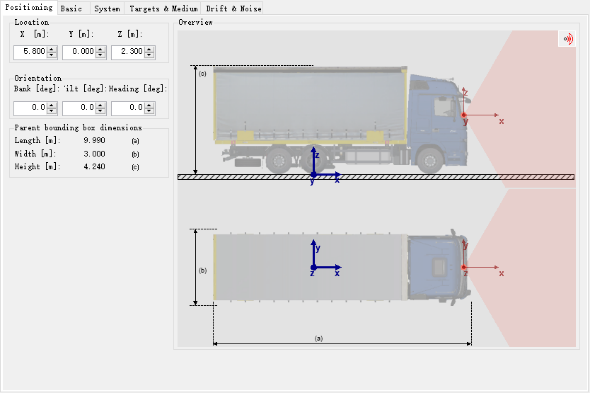 Positioning Basic System Targets & Medium Drift & Noise
Location
X [m]: Y [m]: Z [m]:
5.800 0.000 2.300
Orientation
Bank [deg]: 'ilt [deg]: Heading [deg]:
0.0 0.0 0.0
Parent bounding box dimensions
Length [m]: 9.990 (a)
Width [m]: 3.000 (b)
Height [m]: 4.240 (c)
Overview
(c)
z
y
x
z
y
x
(b)
y
z
x
y
z
x
(a)